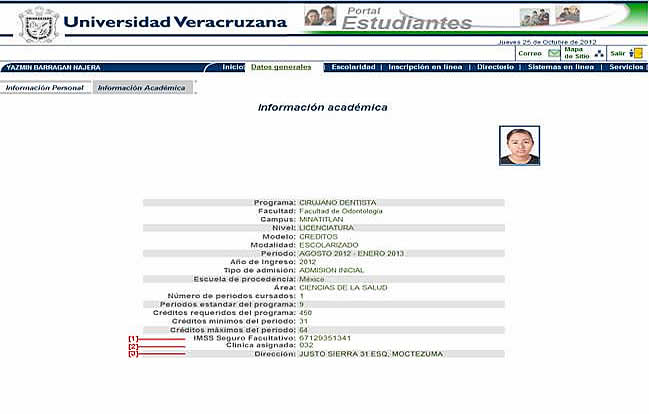 Universidad Veracruzana
Portal
Estudiantes
Jueves 25 de Octubre de 2012
Correo Mapa de Sitio Salir
YAZMIN BARRAGAN NAJERA Inicio Datos generales | Escolaridad | Inscripción en línea | Directorio | Sistemas en línea | Servicios
Información Personal Información Académica
Información académica
Programa: CIRUJANO DENTISTA
Facultad: Facultad de Odontología
Campus: MINATITLAN
Nivel: LICENCIATURA
Modelo: CREDITOS
Modalidad: ESCOLARIZADO
Periodo: AGOSTO 2012 - ENERO 2013
Año de Ingreso: 2012
Tipo de admisión: ADMISION INICIAL
Escuela de procedencia: México
Área: CIENCIAS DE LA SALUD
Número de periodos cursados: 1
Periodos estandar del programa: 9
Créditos requeridos del programa: 450
Créditos mínimos del periodo: 31
Créditos máximos del periodo: 64
[1] IMSS Seguro Facultativo: 67129351341
[2] Clínica asignada: 032
[3] Dirección: JUSTO SIERRA 31 ESQ. MOCTEZUMA